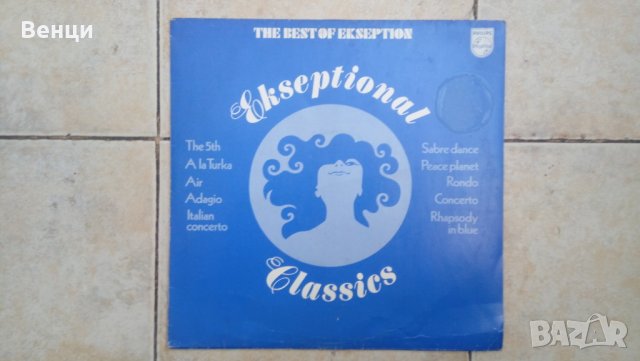 Венци
THE BEST OF EKSEPTION
PHILIPS
Ekseptional
The 5th
A la Turka
Air
Adagio
Italian
concerto
Sabre dance
Peace planet
Rondo
Concerto
Rhapsody
in blue
Classics
BAZAR